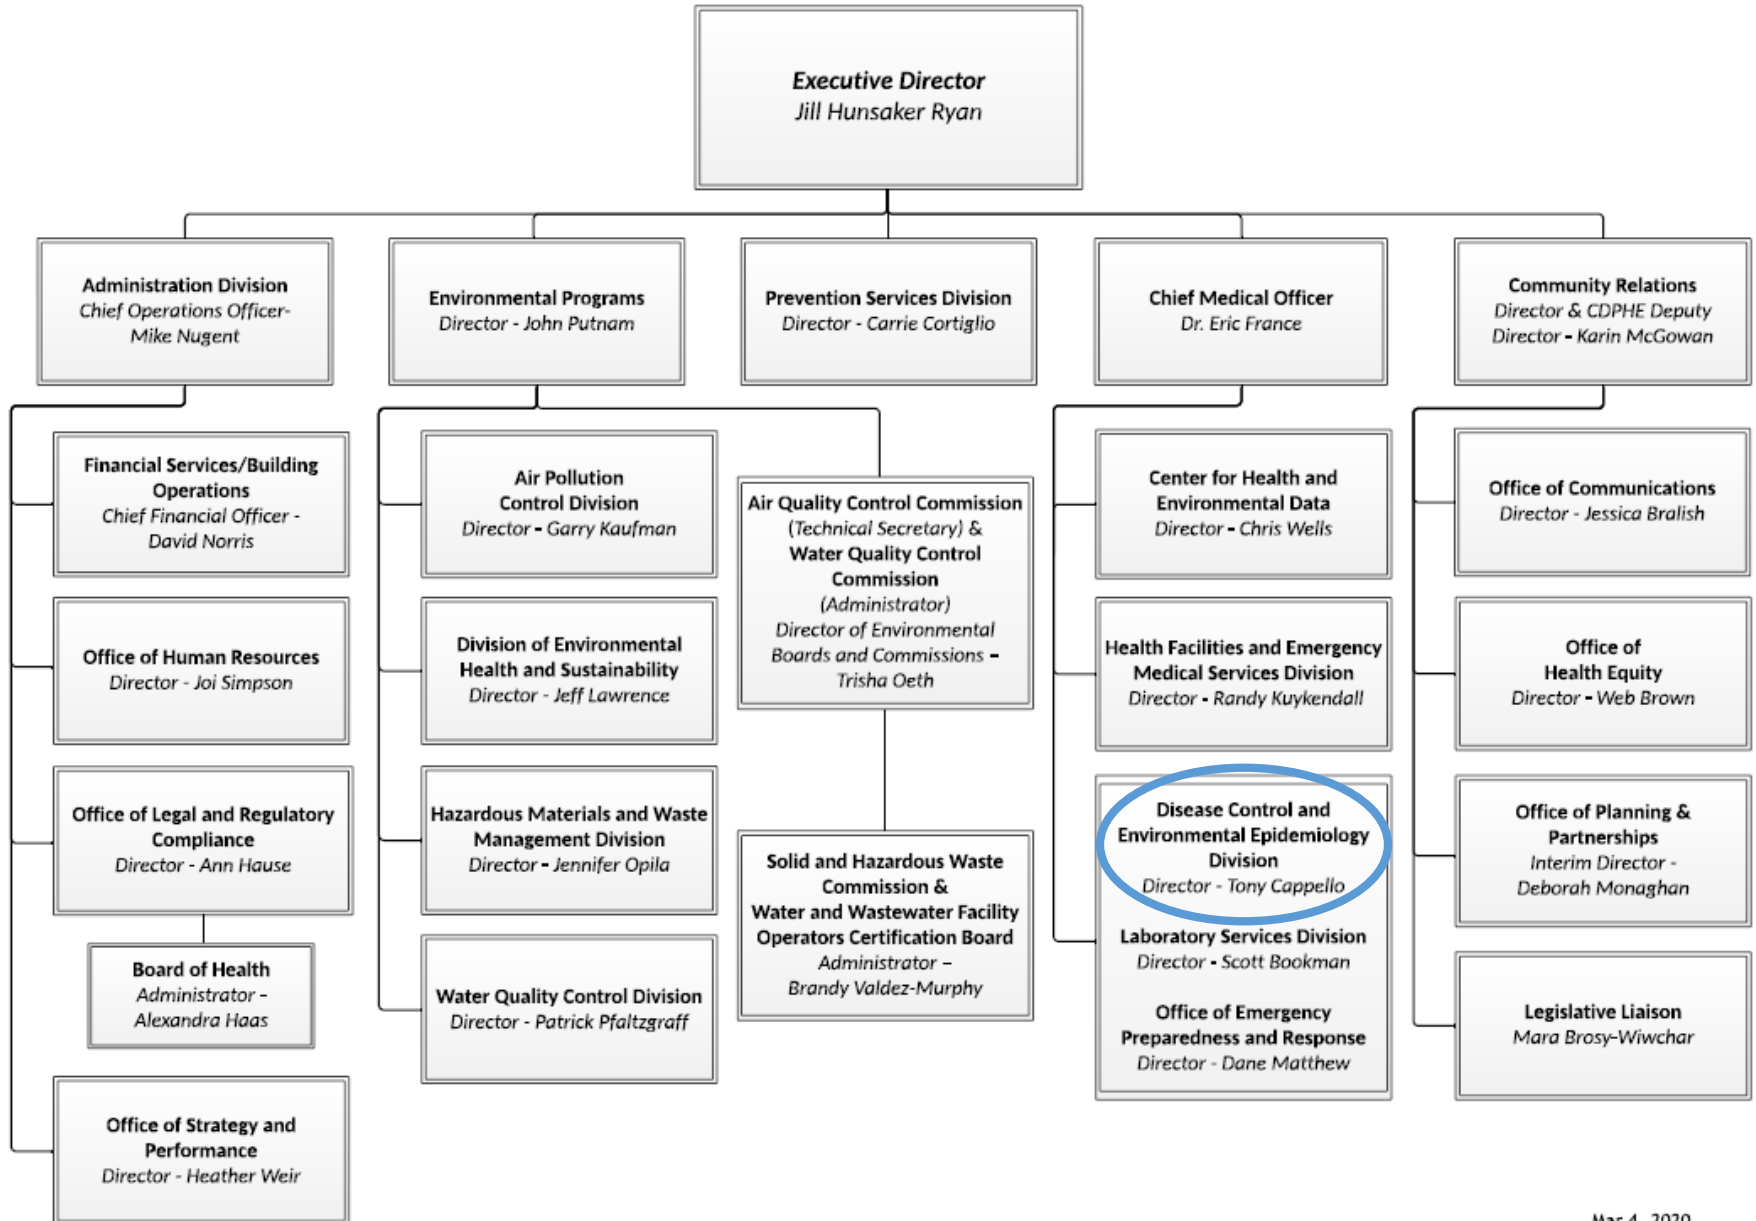 Executive Director
Jill Hunsaker Ryan
Administration Division
Chief Operations Officer-
Mike Nugent
Environmental Programs
Director - John Putnam
Prevention Services Division
Director - Carrie Cortiglio
Chief Medical Officer
Dr. Eric France
Community Relations
Director & CDPHE Deputy
Director - Karin McGowan
Financial Services/Building
Operations
Chief Financial Officer -
David Norris
Office of Human Resources
Director - Joi Simpson
Office of Legal and Regulatory
Compliance
Director - Ann Hause
Board of Health
Administrator –
Alexandra Haas
Office of Strategy and
Performance
Director - Heather Weir
Air Pollution
Control Division
Director - Garry Kaufman
Division of Environmental
Health and Sustainability
Director - Jeff Lawrence
Hazardous Materials and Waste
Management Division
Director - Jennifer Opila
Water Quality Control Division
Director - Patrick Pfaltzgraff
Air Quality Control Commission
(Technical Secretary) &
Water Quality Control
Commission
(Administrator)
Director of Environmental
Boards and Commissions –
Trisha Oeth
Solid and Hazardous Waste
Commission &
Water and Wastewater Facility
Operators Certification Board
Administrator –
Brandy Valdez-Murphy
Center for Health and
Environmental Data
Director - Chris Wells
Health Facilities and Emergency
Medical Services Division
Director - Randy Kuykendall
Disease Control and
Environmental Epidemiology
Division
Director - Tony Cappello
Laboratory Services Division
Director - Scott Bookman
Office of Emergency
Preparedness and Response
Director - Dane Matthew
Office of Communications
Director - Jessica Bralish
Office of
Health Equity
Director - Web Brown
Office of Planning &
Partnerships
Interim Director -
Deborah Monaghan
Legislative Liaison
Mara Brosy-Wiwchar
Mar 4, 2020